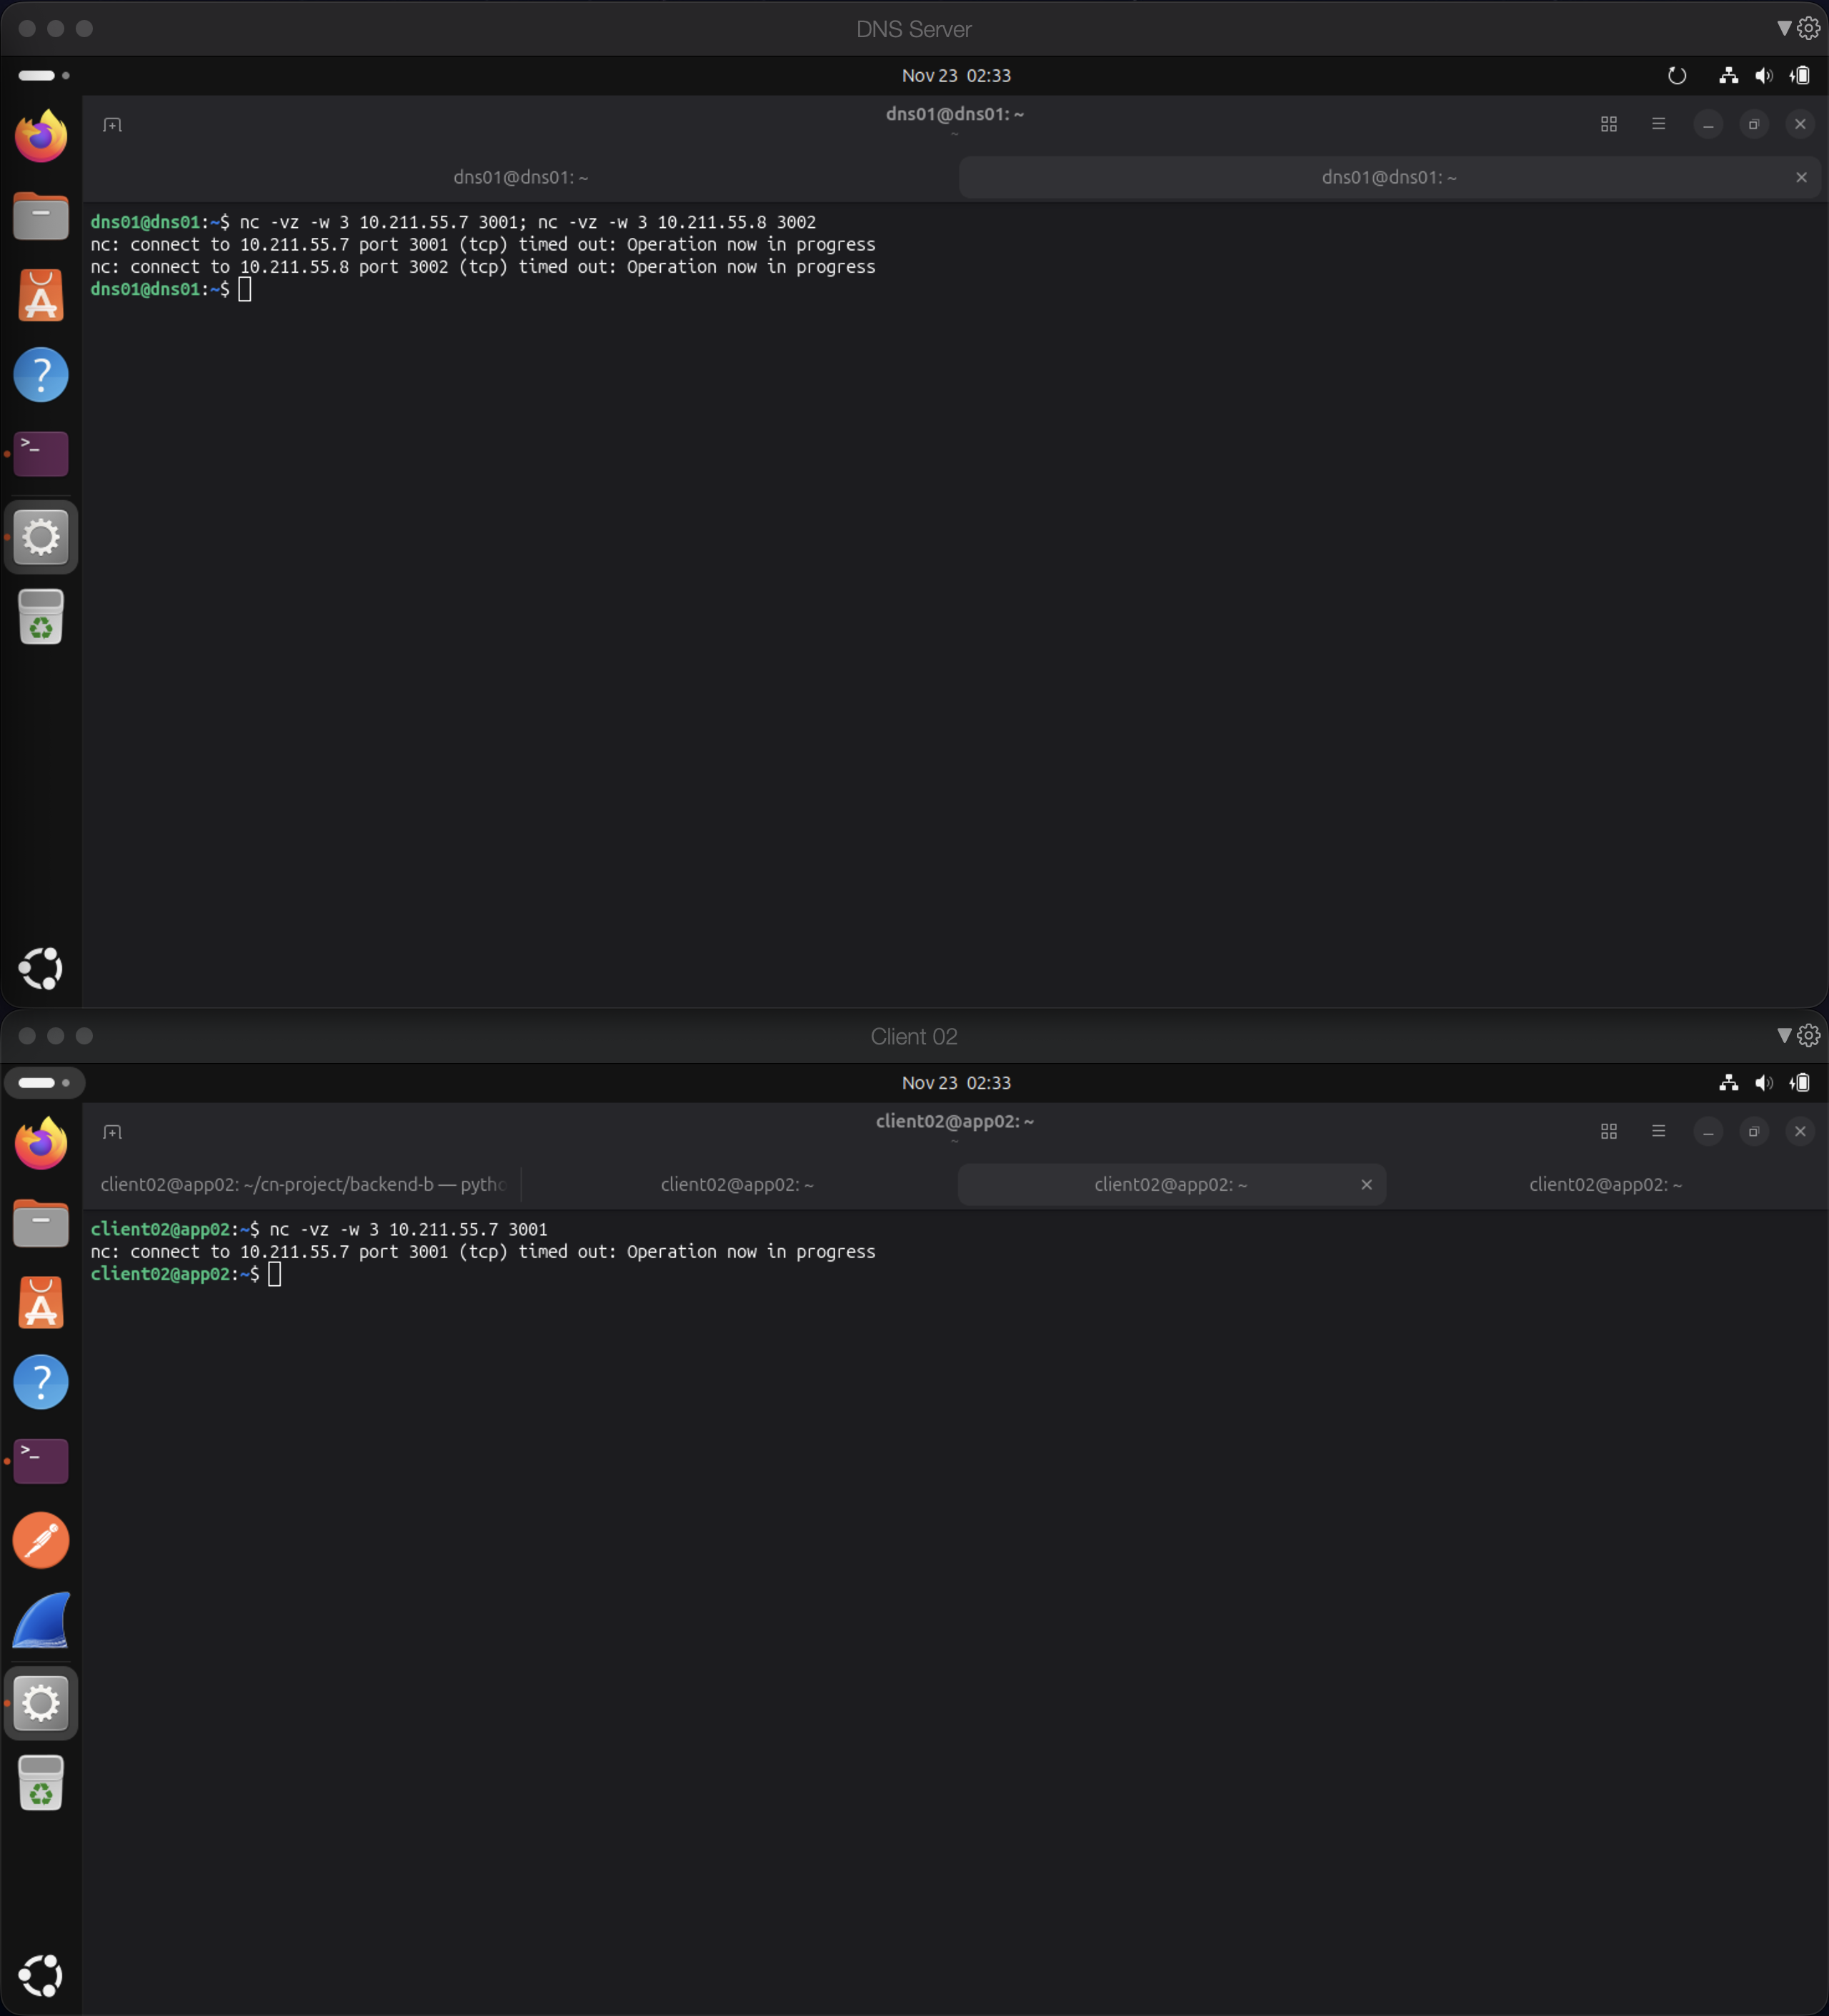 DNS Server
Nov 23 02:33
dns01@dns01: ~
~
dns01@dns01: ~
dns01@dns01: ~
dns01@dns01:~$ nc -vz -w 3 10.211.55.7 3001; nc -vz -w 3 10.211.55.8 3002
nc: connect to 10.211.55.7 port 3001 (tcp) timed out: Operation now in progress
nc: connect to 10.211.55.8 port 3002 (tcp) timed out: Operation now in progress
dns01@dns01:~$
Client 02
Nov 23 02:33
client02@app02: ~
~
client02@app02: ~/cn-project/backend-b — pytho
client02@app02: ~
client02@app02: ~
client02@app02: ~
client02@app02:~$ nc -vz -w 3 10.211.55.7 3001
nc: connect to 10.211.55.7 port 3001 (tcp) timed out: Operation now in progress
client02@app02:~$